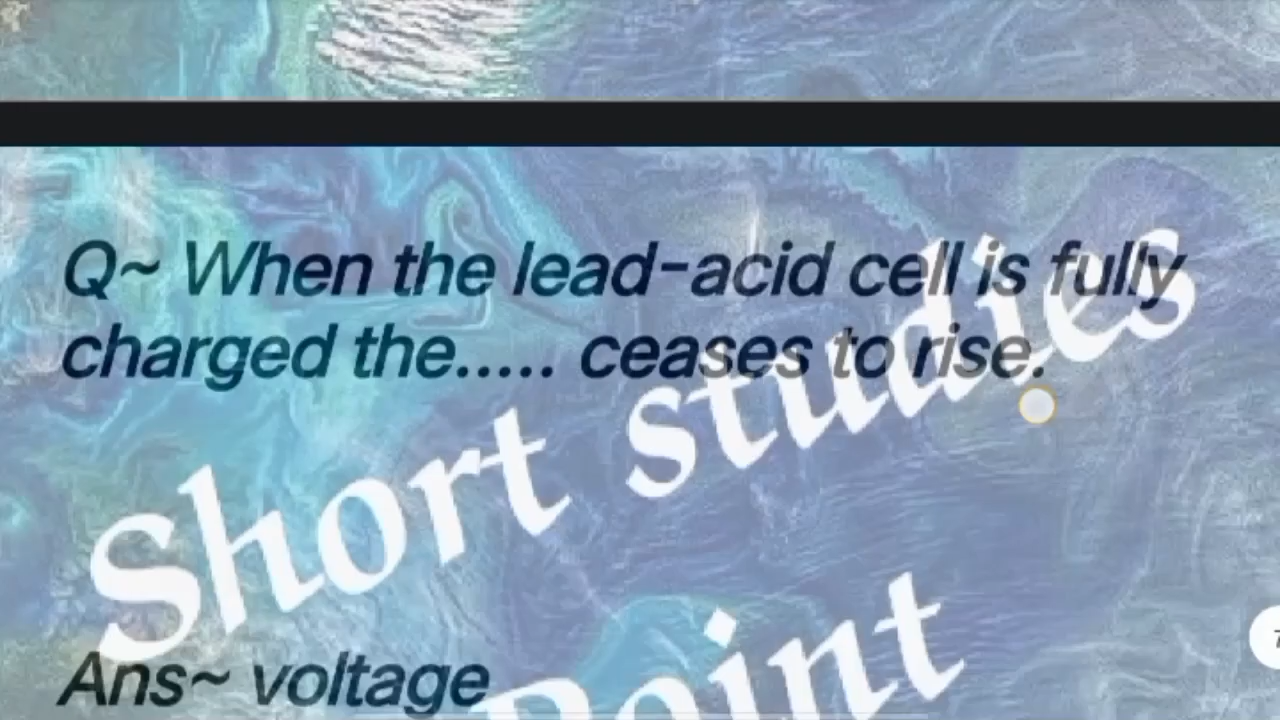 Q~ When the lead-acid cell is fully
charged the..... ceases to rise.
Short studies
Point
Ans~ voltage